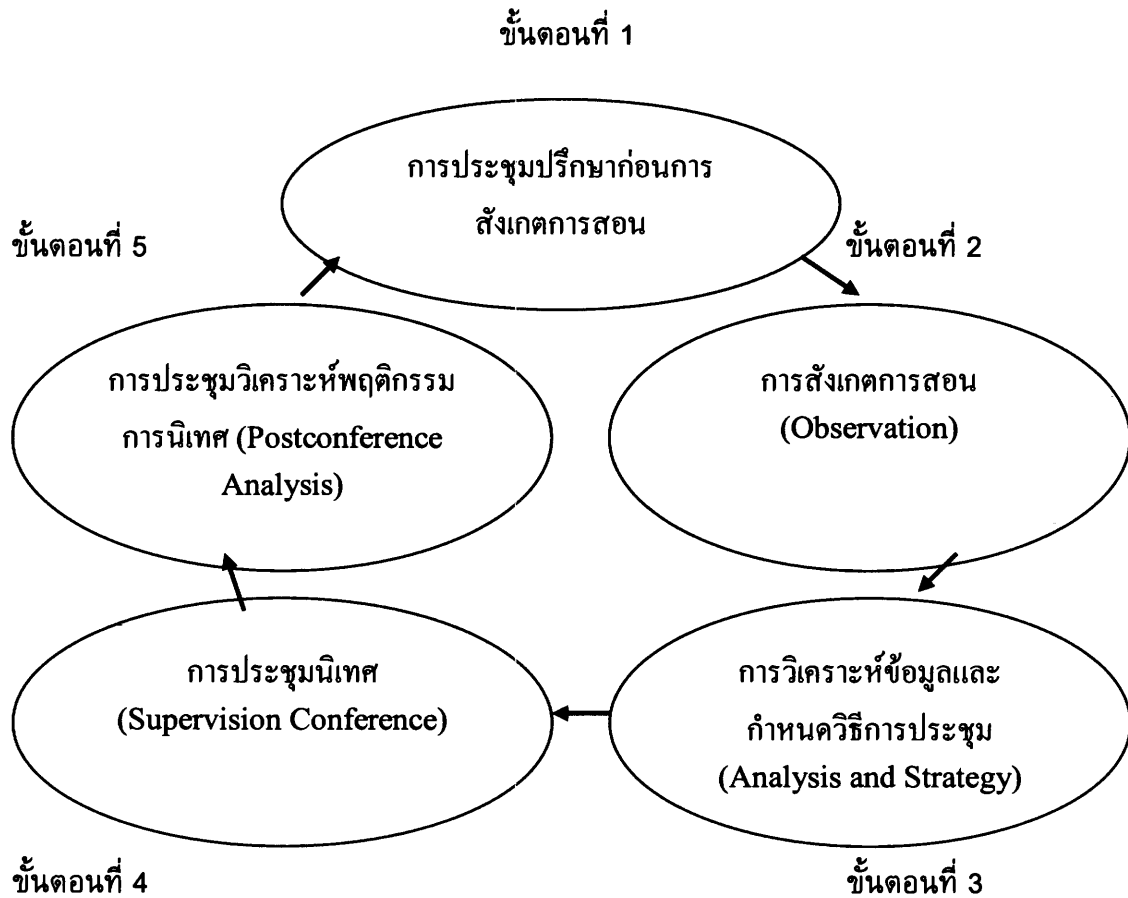 ขั้นตอนที่ 1
การประชุมปรึกษาก่อนการ
สังเกตการสอน
ขั้นตอนที่ 5
ขั้นตอนที่ 2
การประชุมวิเคราะห์พฤติกรรม
การนิเทศ (Postconference
Analysis)
การสังเกตการสอน
(Observation)
การประชุมนิเทศ
(Supervision Conference)
การวิเคราะห์ข้อมูลและ
กำหนดวิธีการประชุม
(Analysis and Strategy)
ขั้นตอนที่ 4
ขั้นตอนที่ 3